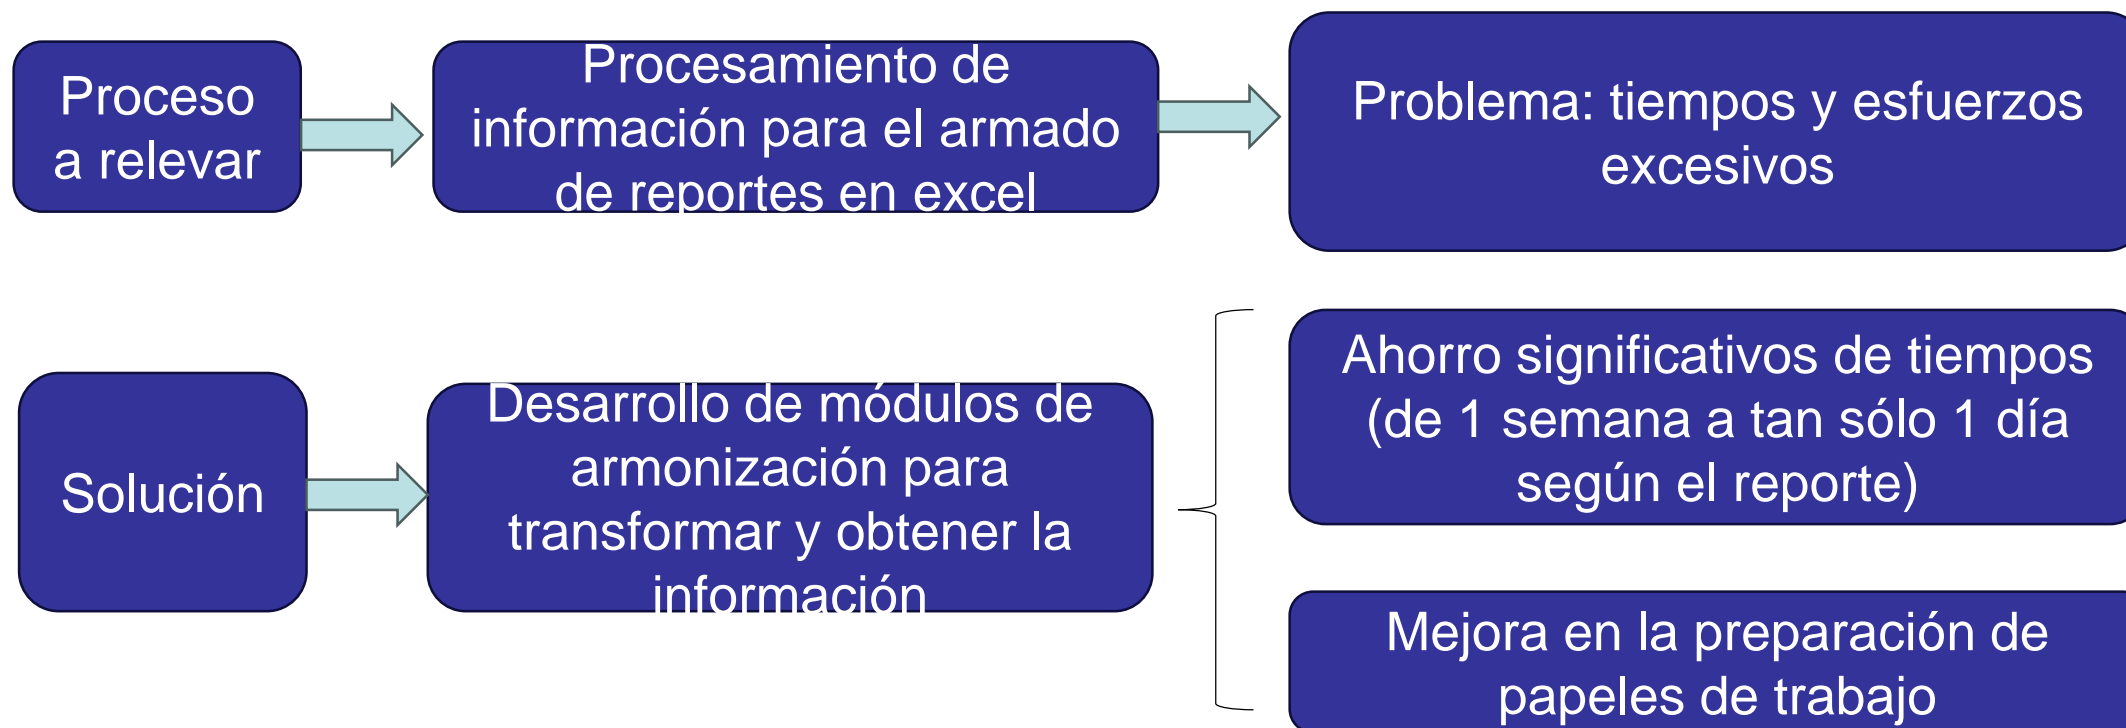 Proceso
a relevar
Procesamiento de
información para el armado
de reportes en excel
Problema: tiempos y esfuerzos
excesivos
Solución
Desarrollo de módulos de
armonización para
transformar y obtener la
información
Ahorro significativos de tiempos
(de 1 semana a tan sólo 1 día
según el reporte)
Mejora en la preparación de
papeles de trabajo